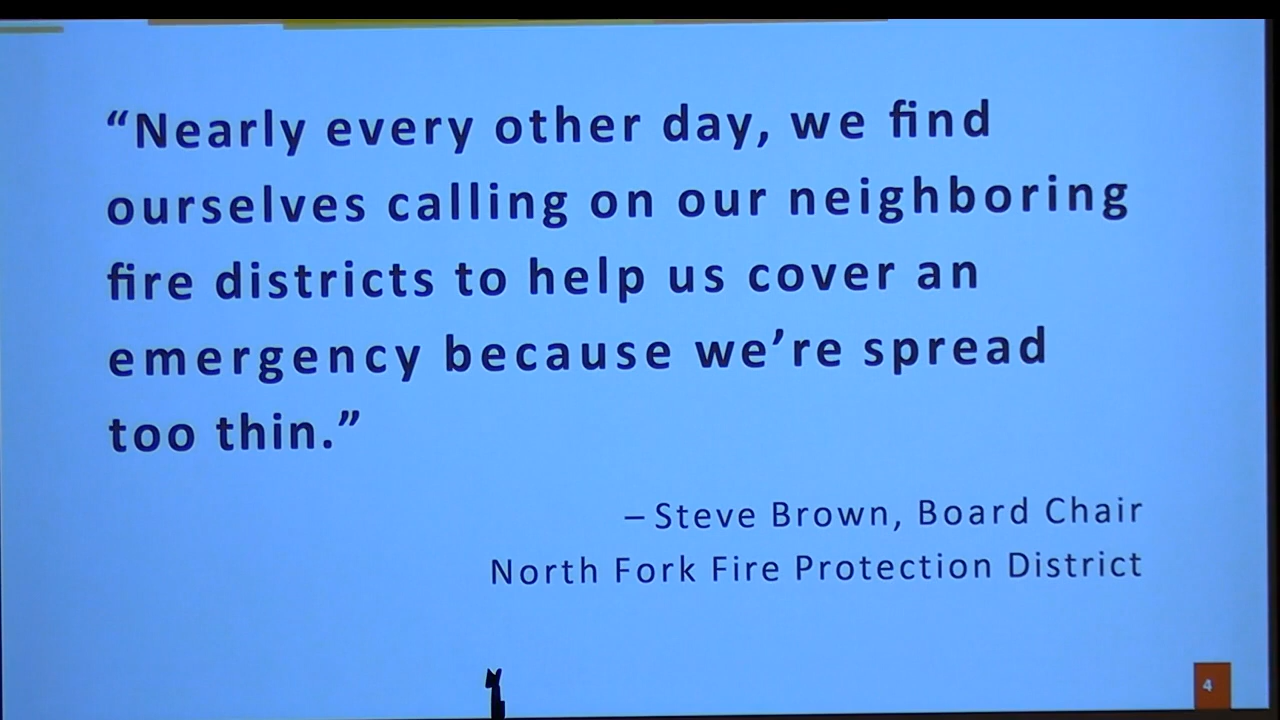 “Nearly every other day, we find
ourselves calling on our neighboring
fire districts to help us cover an
emergency because we’re spread
too thin.”
– Steve Brown, Board Chair
North Fork Fire Protection District
4